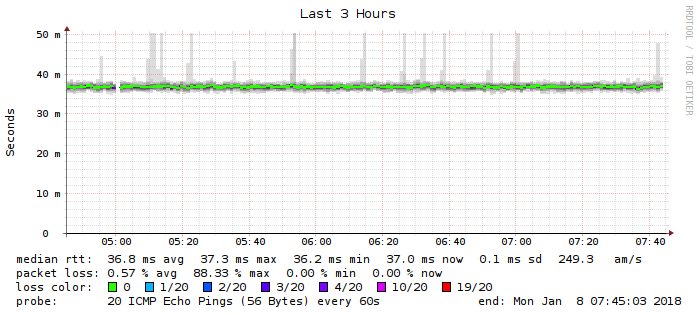 Last 3 Hours
RRDTOOL / TOBI OETIKER
Seconds
50 m
40 m
30 m
20 m
10 m
0
05:00 05:20 05:40 06:00 06:20 06:40 07:00 07:20 07:40
median rtt: 36.8 ms avg 37.3 ms max 36.2 ms min 37.0 ms now 0.1 ms sd 249.3 am/s
packet loss: 0.57 % avg 88.33 % max 0.00 % min 0.00 % now
loss color: 0 1/20 2/20 3/20 4/20 10/20 19/20
probe: 20 ICMP Echo Pings (56 Bytes) every 60s end: Mon Jan 8 07:45:03 2018